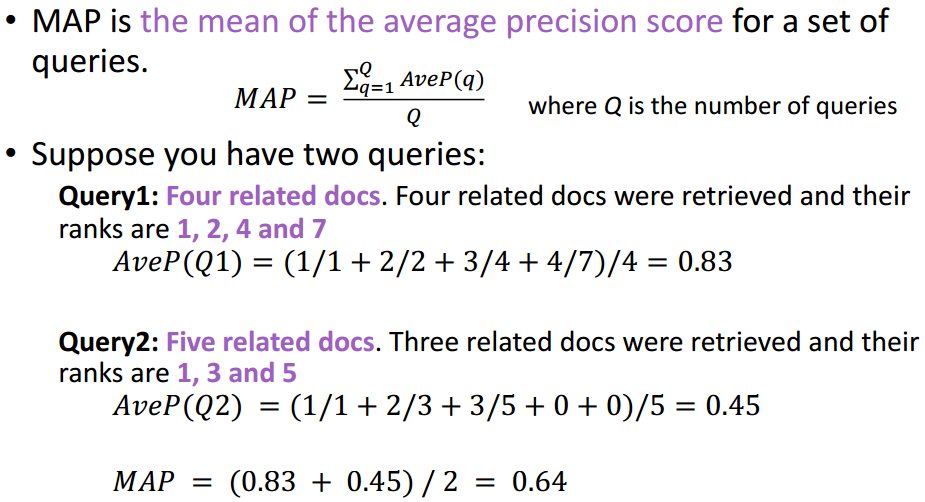 • MAP is the mean of the average precision score for a set of
queries.
MAP = ∑_{q=1}^{Q} AveP(q) / Q where Q is the number of queries
• Suppose you have two queries:
Query1: Four related docs. Four related docs were retrieved and their
ranks are 1, 2, 4 and 7
AveP(Q1) = (1/1 + 2/2 + 3/4 + 4/7)/4 = 0.83
Query2: Five related docs. Three related docs were retrieved and their
ranks are 1, 3 and 5
AveP(Q2) = (1/1 + 2/3 + 3/5 + 0 + 0)/5 = 0.45
MAP = (0.83 + 0.45) / 2 = 0.64